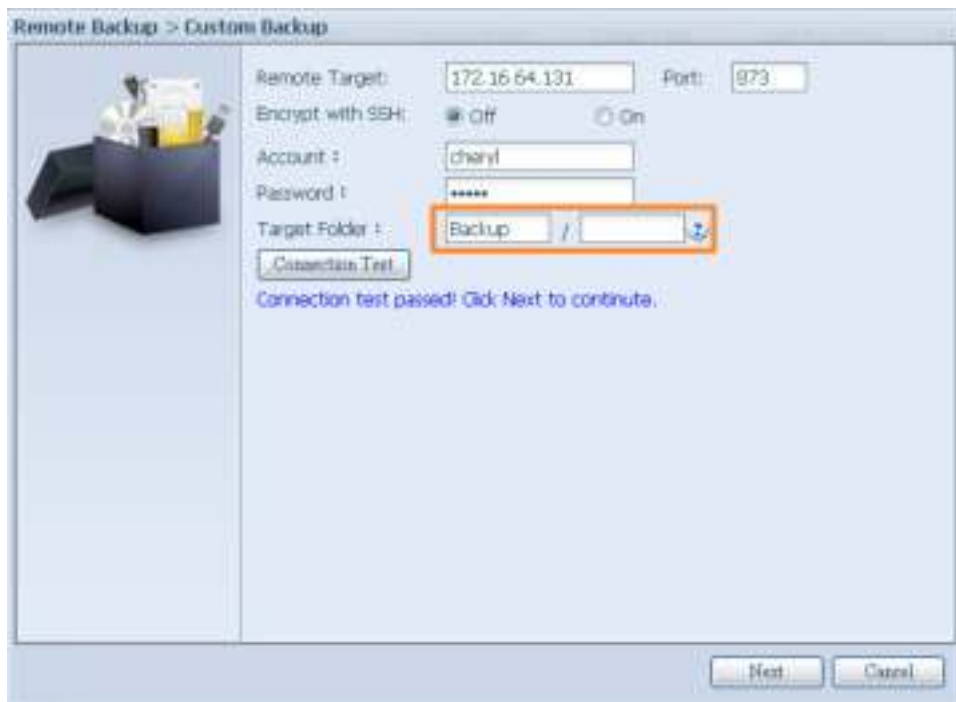 Remote Backup > Custom Backup
Remote Target: 172.16.64.131 Port: 873
Encrypt with SSH: Off On
Account : cheryl
Password : •••••
Target Folder : Backup /
Connection Test
Connection test passed! Click Next to continute.
Next Cancel